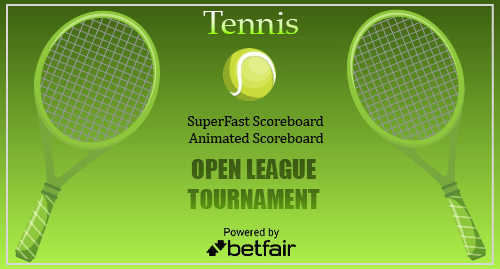 Tennis
SuperFast Scoreboard
Animated Scoreboard
OPEN LEAGUE
TOURNAMENT
Powered by
betfair